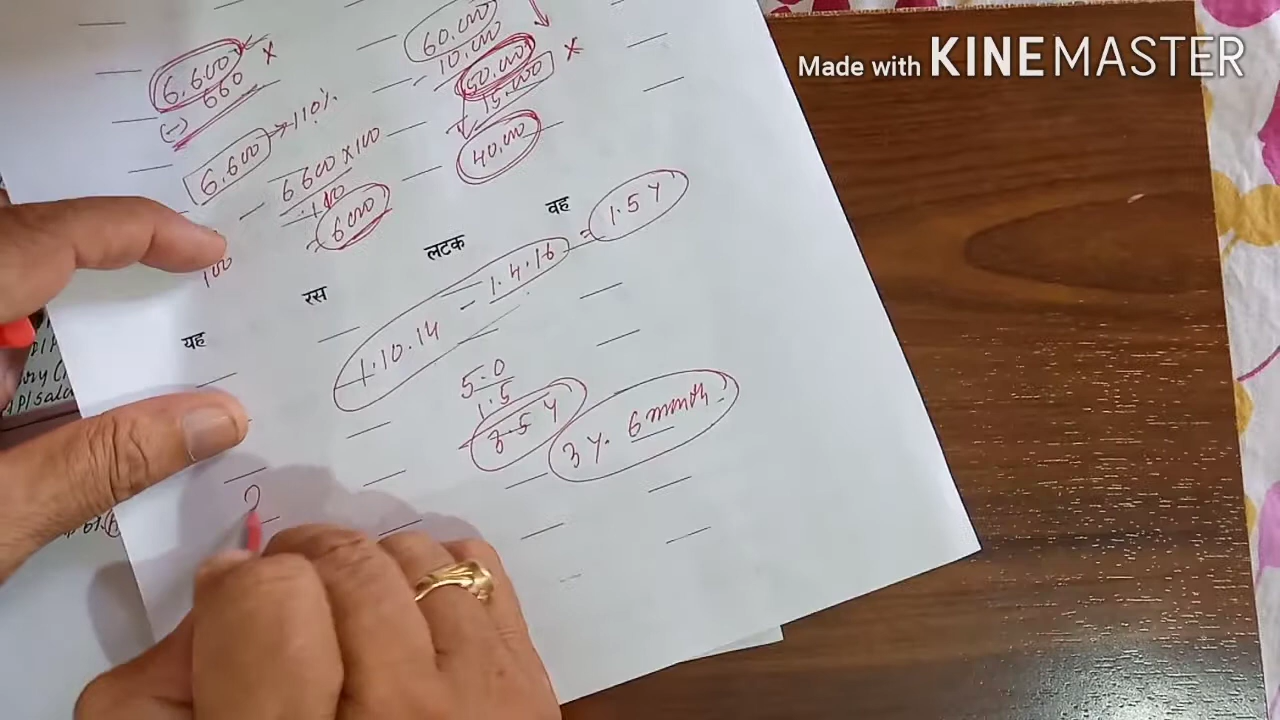 Made with KINEMASTER
6.600 x
660
(-)
6.600 → 110%
6600 x 100
110
= 6000
100
60.000
10.000
50.000 x
15.000
40.000
यह रस लटक वह
1.10.14 - 1.4.16 = 1.5 Y
5.0
1.5
3.5 Y
3 Y. 6 month